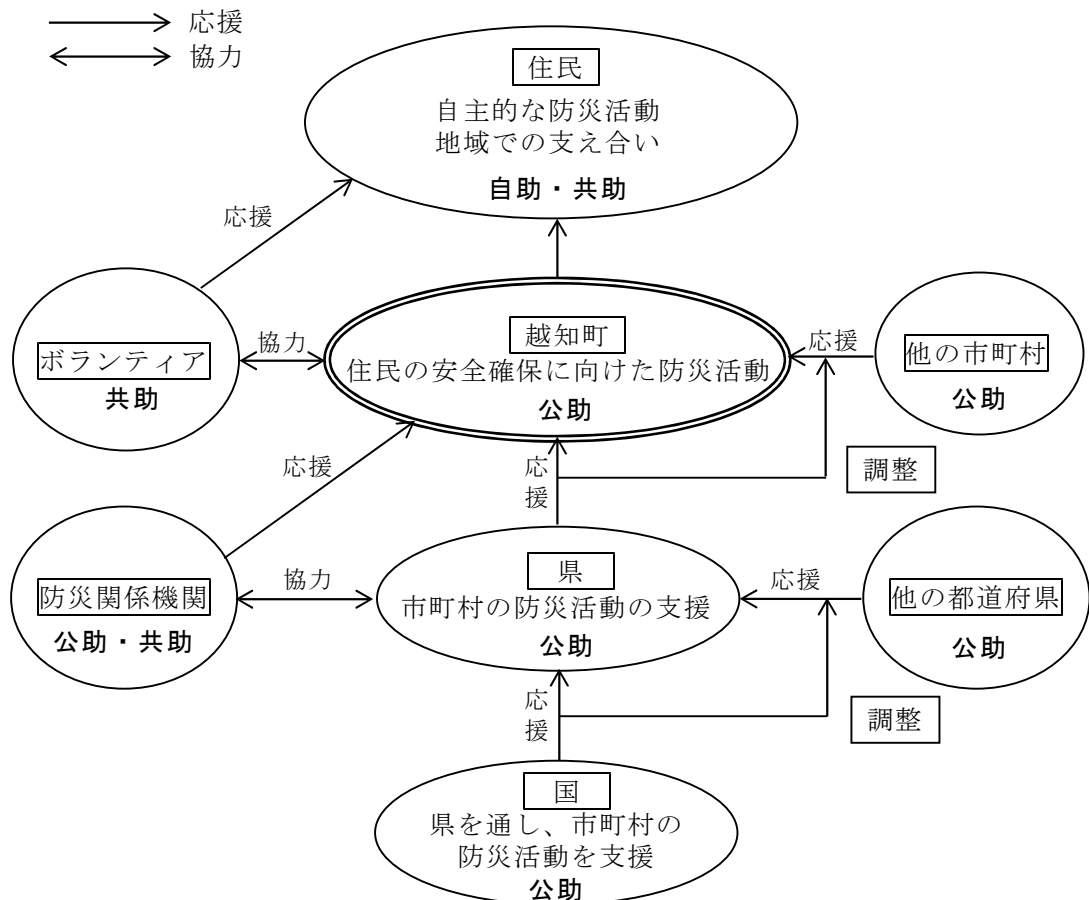 応援
協力
住民
自主的な防災活動
地域での支え合い
自助・共助
応援
ボランティア
共助
協力
越知町
住民の安全確保に向けた防災活動
公助
応援
他の市町村
公助
応援
応援
調整
防災関係機関
公助・共助
協力
県
市町村の防災活動の支援
公助
応援
他の都道府県
公助
応援
調整
国
県を通し、市町村の
防災活動を支援
公助